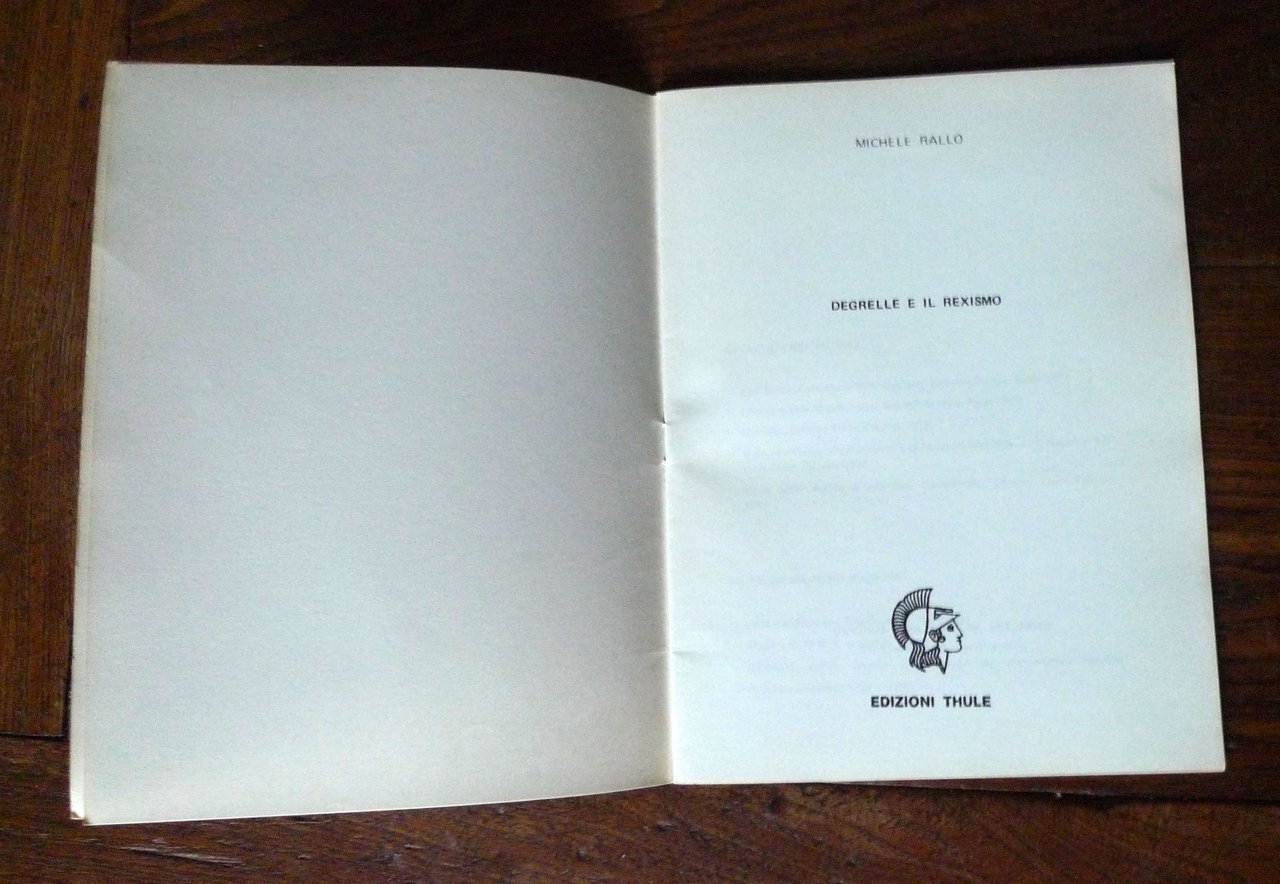 MICHELE RALLO
DEGRELLE E IL REXISMO
EDIZIONI THULE